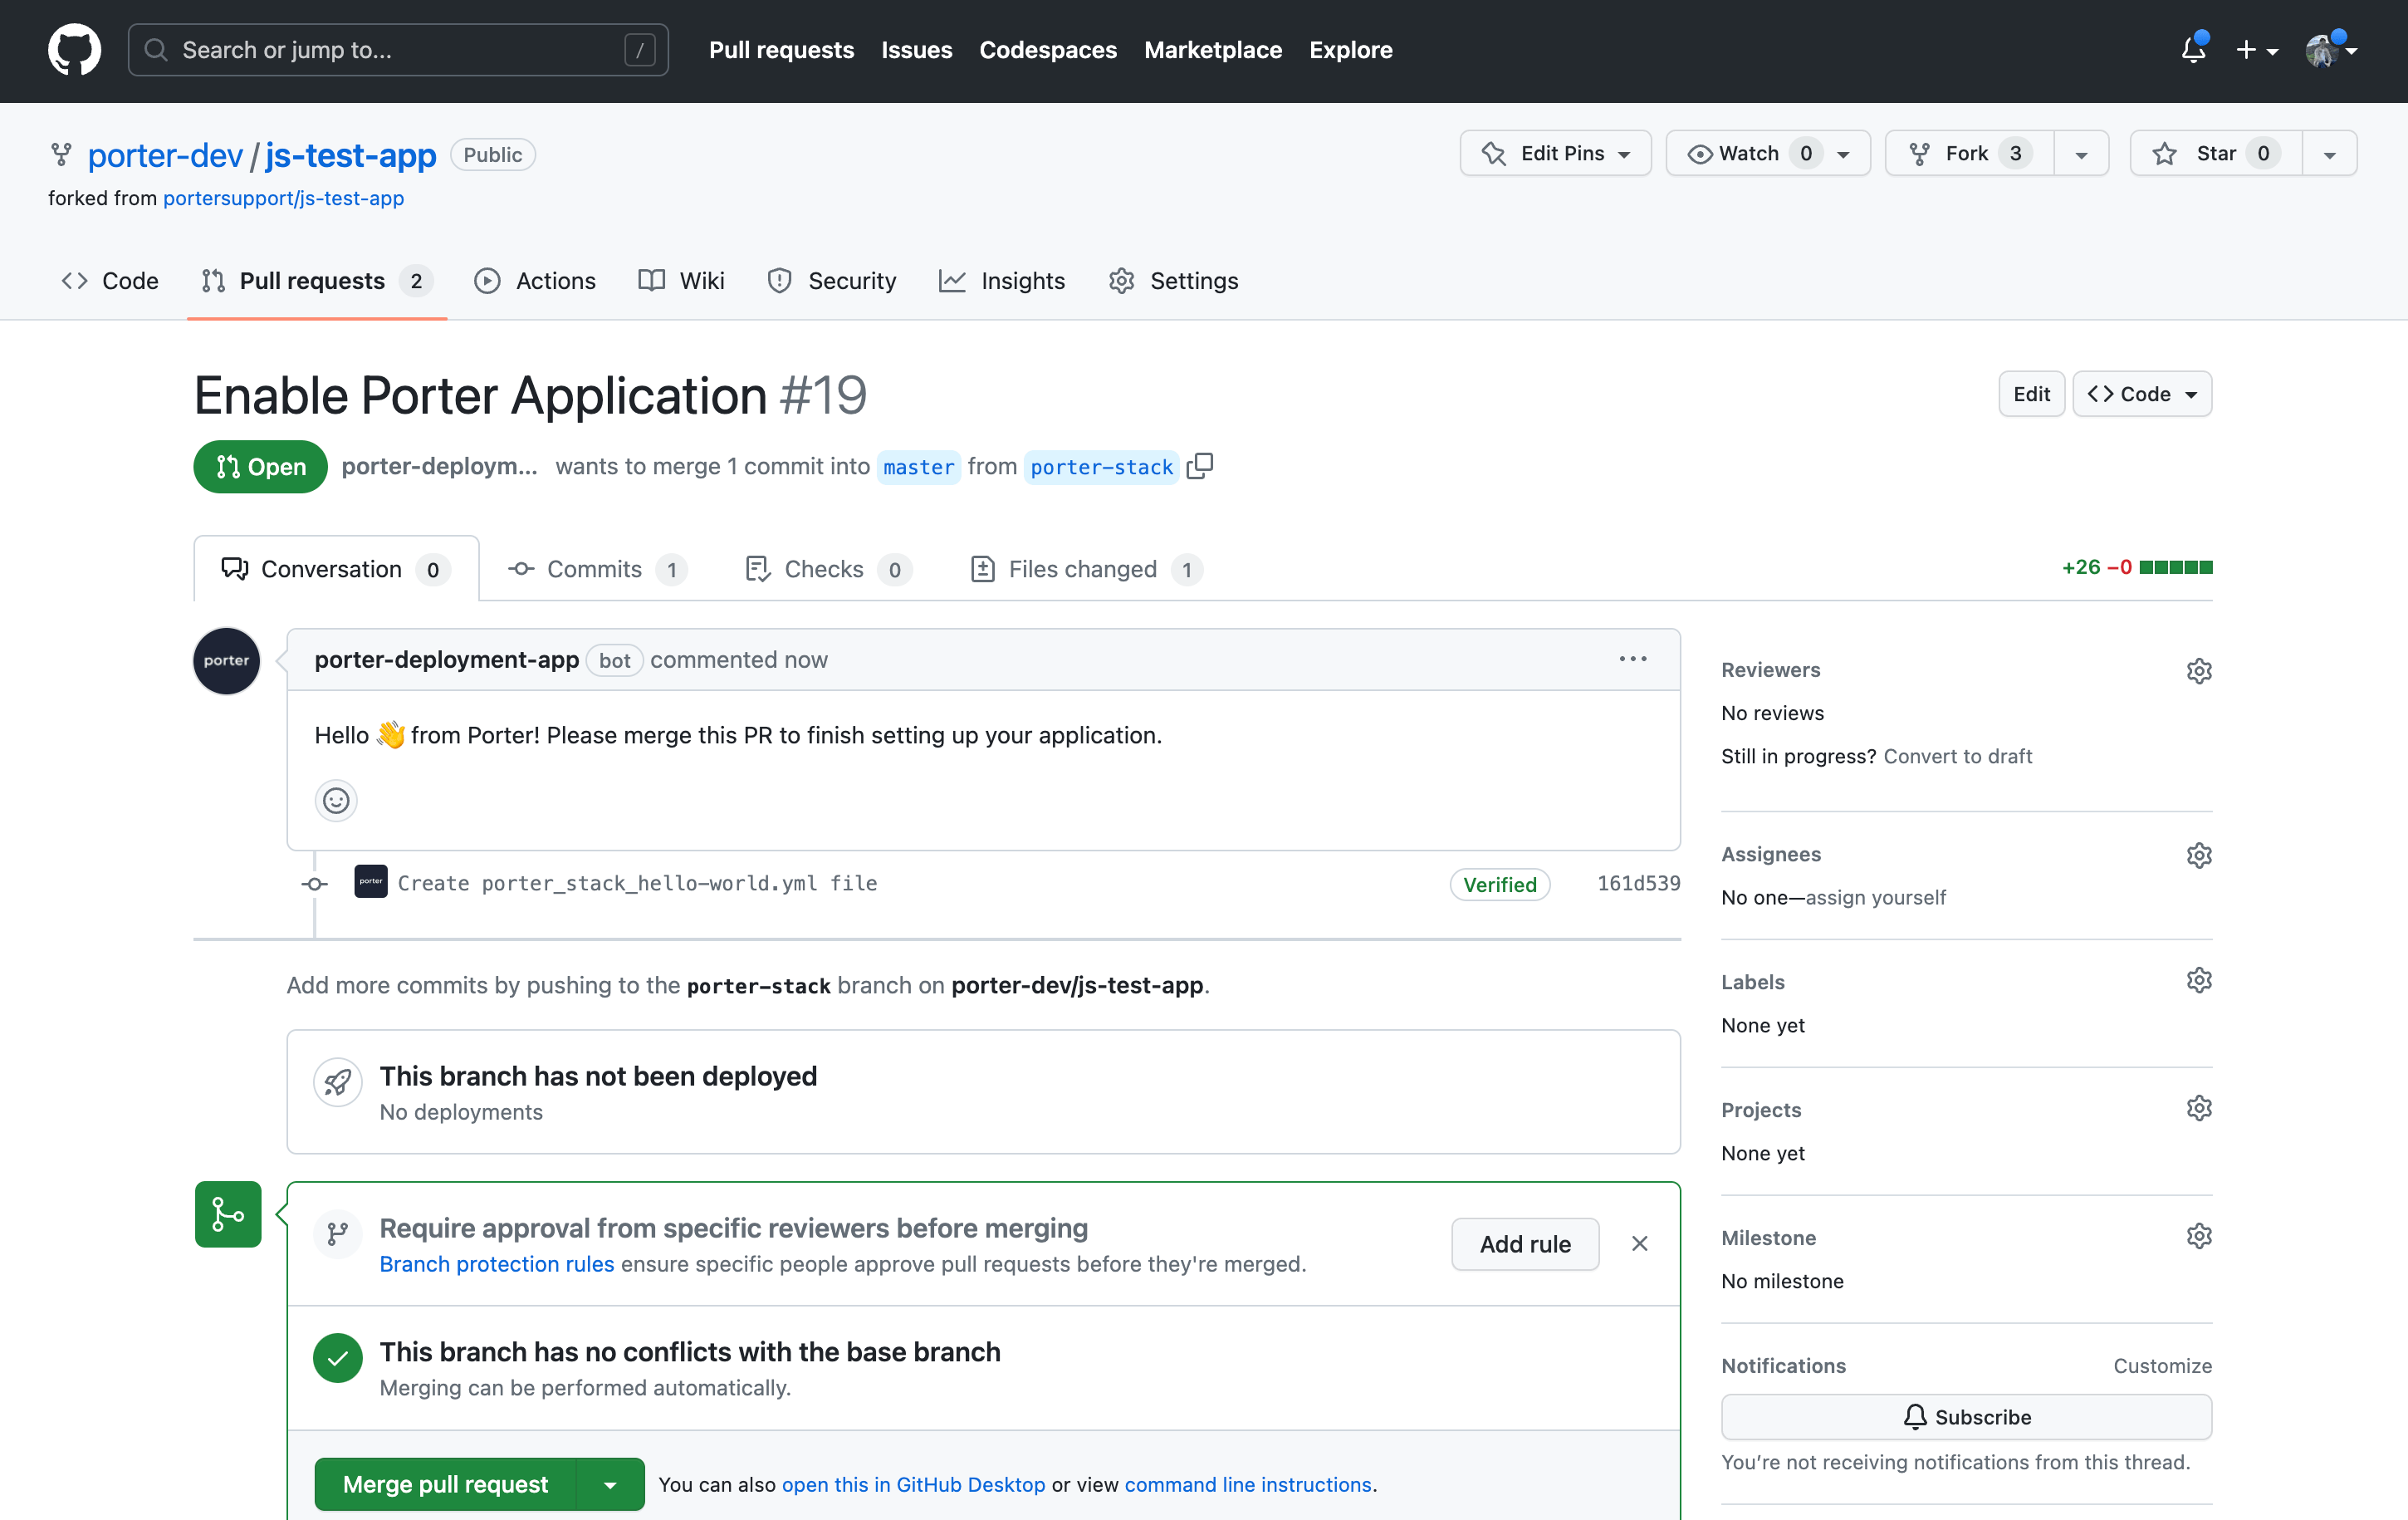 Search or jump to... / Pull requests Issues Codespaces Marketplace Explore
porter-dev / js-test-app Public Edit Pins Watch 0 Fork 3 Star 0
forked from portersupport/js-test-app
Code Pull requests 2 Actions Wiki Security Insights Settings
Enable Porter Application #19 Edit Code
Open porter-deploym... wants to merge 1 commit into master from porter-stack
Conversation 0 Commits 1 Checks 0 Files changed 1 +26 −0
porter porter-deployment-app bot commented now
Hello 👋 from Porter! Please merge this PR to finish setting up your application.
porter Create porter_stack_hello-world.yml file Verified 161d539
Add more commits by pushing to the porter-stack branch on porter-dev/js-test-app.
This branch has not been deployed
No deployments
Require approval from specific reviewers before merging
Branch protection rules ensure specific people approve pull requests before they're merged.
Add rule
This branch has no conflicts with the base branch
Merging can be performed automatically.
Merge pull request You can also open this in GitHub Desktop or view command line instructions.
Reviewers
No reviews
Still in progress? Convert to draft
Assignees
No one—assign yourself
Labels
None yet
Projects
None yet
Milestone
No milestone
Notifications Customize
Subscribe
You're not receiving notifications from this thread.